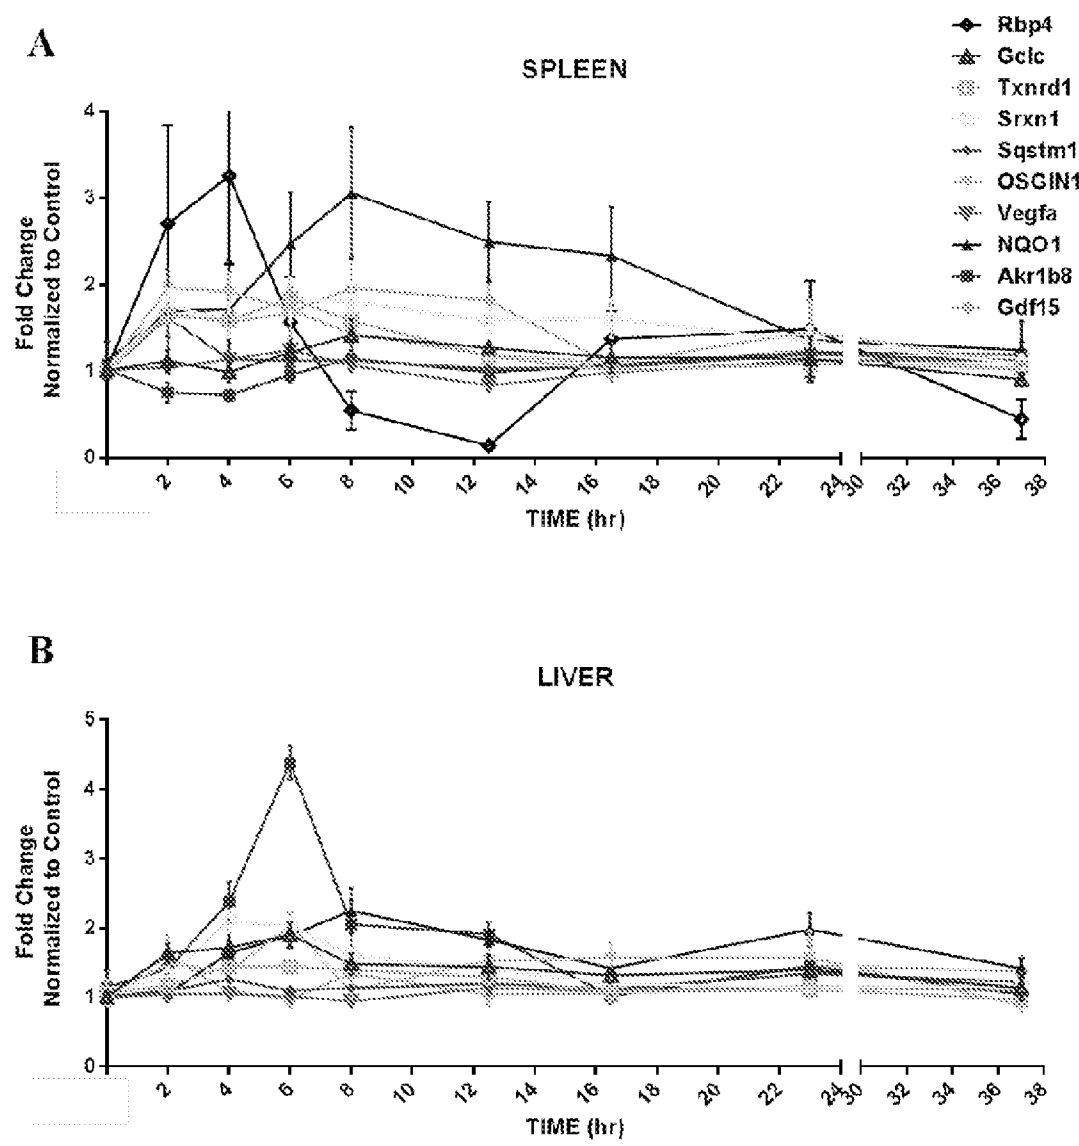 A
SPLEEN
Rbp4
Gclc
Txnrd1
Srxn1
Sqstm1
OSGIN1
Vegfa
NQO1
Akr1b8
Gdf15
Fold Change
Normalized to Control
4
3
2
1
0
2 4 6 8 10 12 14 16 18 20 22 24 30 32 34 36 38
TIME (hr)
B
LIVER
Fold Change
Normalized to Control
5
4
3
2
1
0
2 4 6 8 10 12 14 16 18 20 22 24 30 32 34 36 38
TIME (hr)